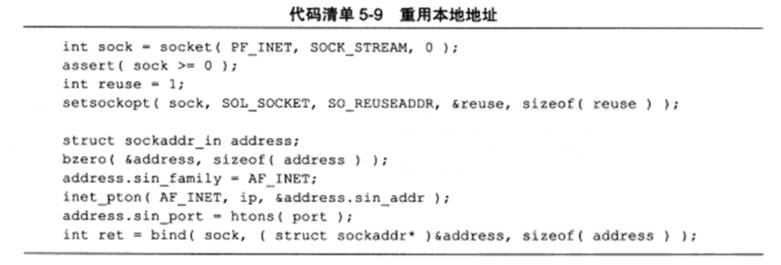 代码清单 5-9 重用本地地址
int sock = socket( PF_INET, SOCK_STREAM, 0 );
assert( sock >= 0 );
int reuse = 1;
setsockopt( sock, SOL_SOCKET, SO_REUSEADDR, &reuse, sizeof( reuse ) );
struct sockaddr_in address;
bzero( &address, sizeof( address ) );
address.sin_family = AF_INET;
inet_pton( AF_INET, ip, &address.sin_addr );
address.sin_port = htons( port );
int ret = bind( sock, ( struct sockaddr* )&address, sizeof( address ) );